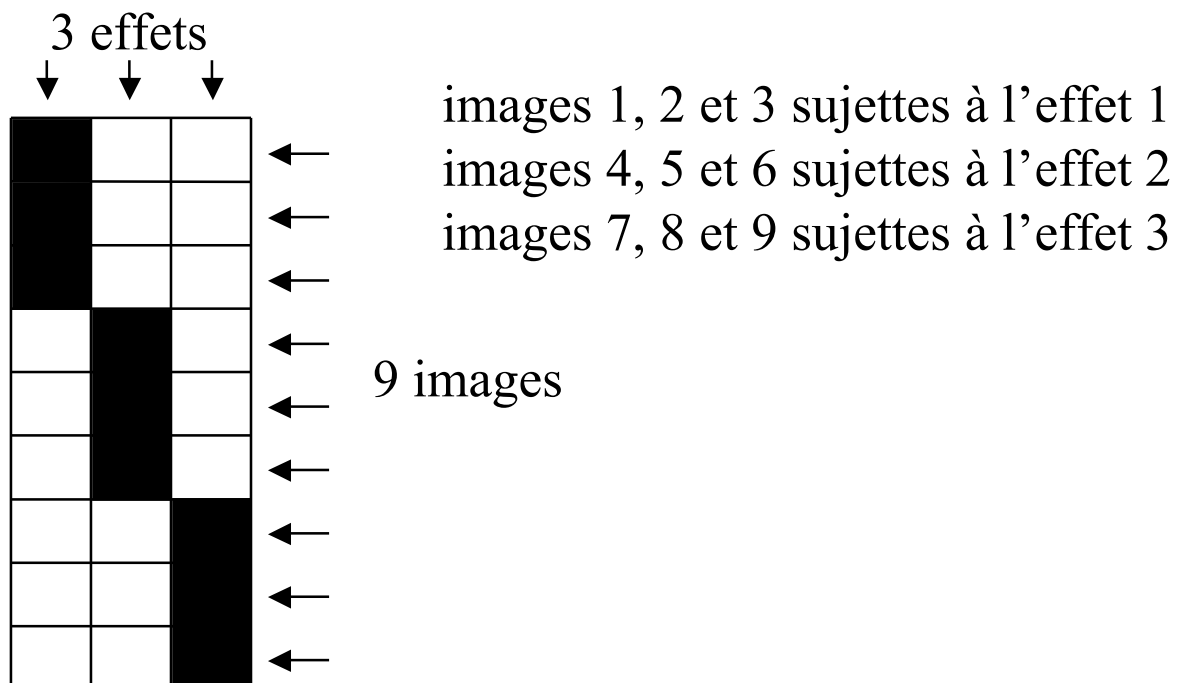 3 effets
images 1, 2 et 3 sujettes à l’effet 1
images 4, 5 et 6 sujettes à l’effet 2
images 7, 8 et 9 sujettes à l’effet 3
9 images